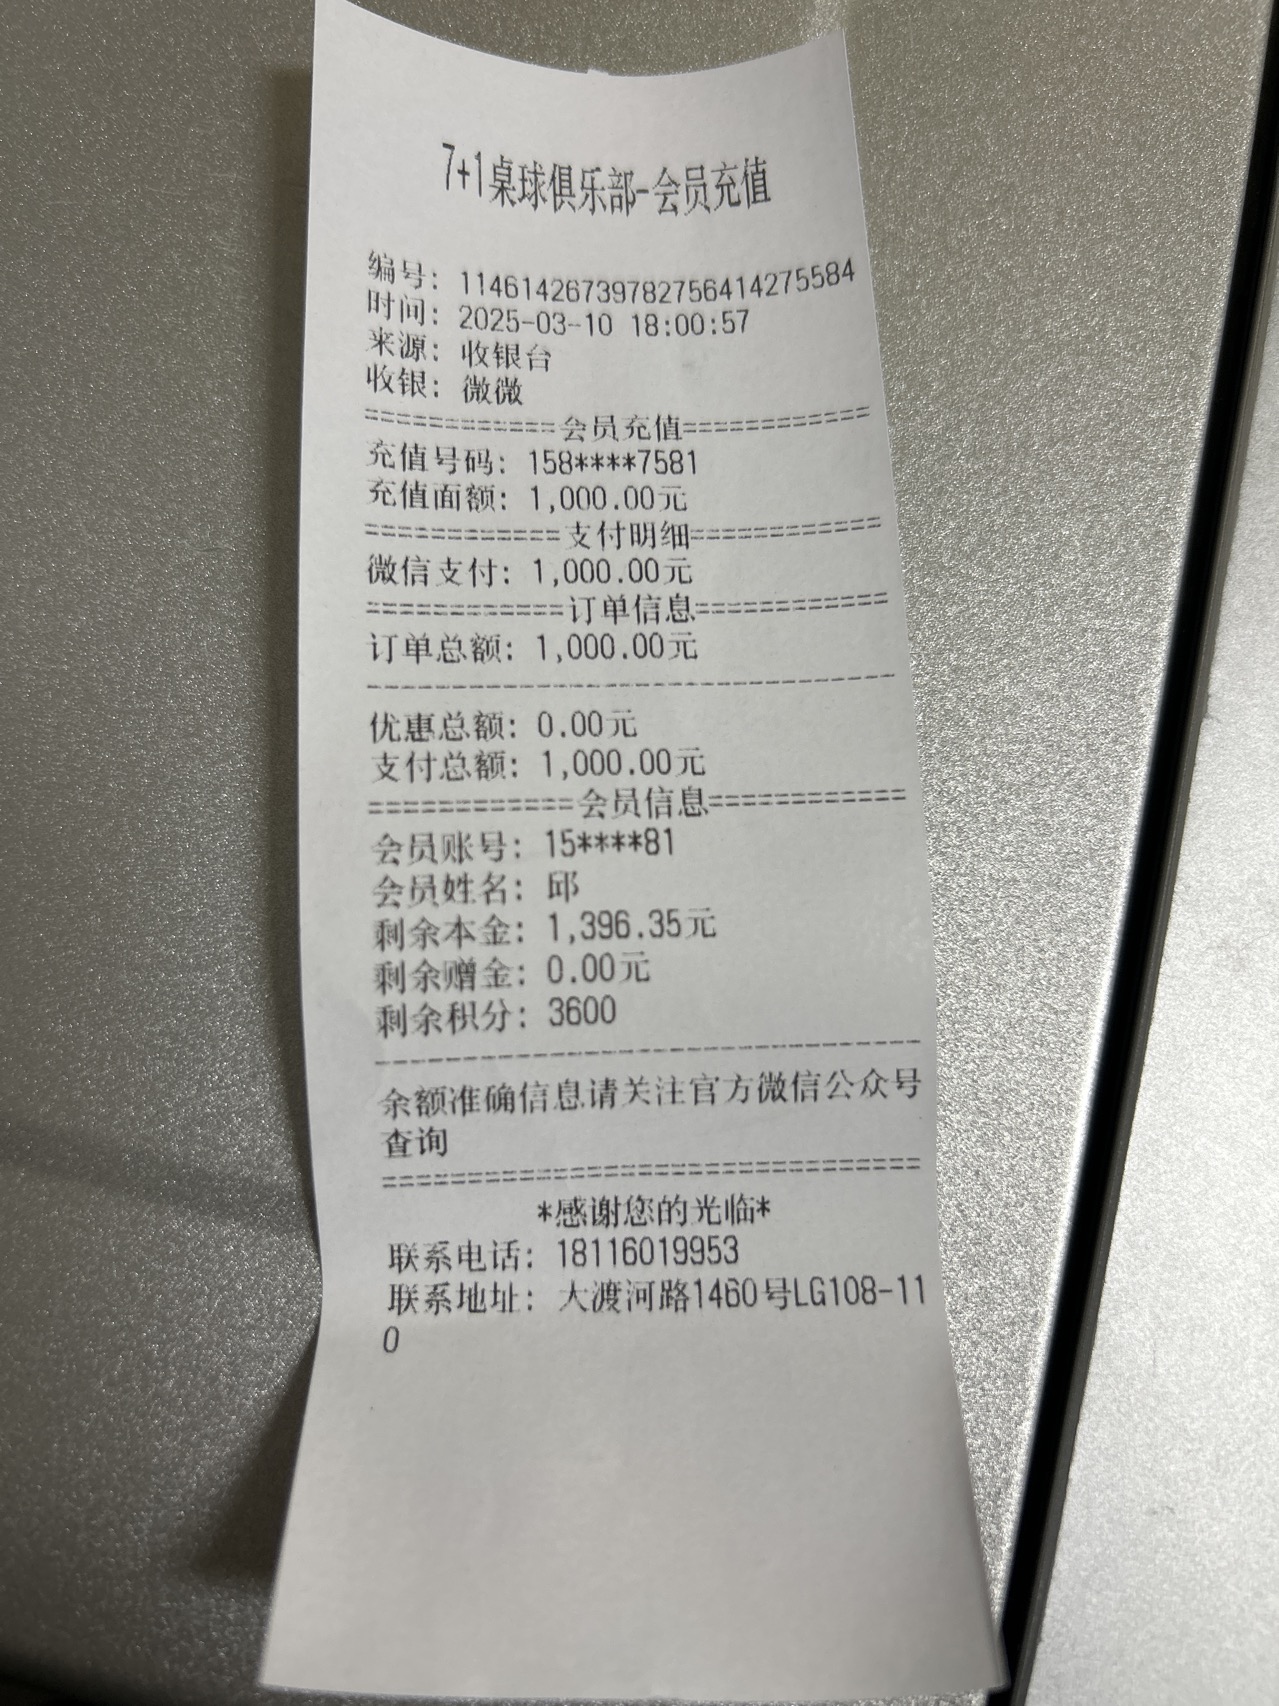 7+1桌球俱乐部-会员充值
编号：1146142673978275641427558​4
时间：2025-03-10 18:00:57
来源：收银台
收银：微微
============会员充值============
充值号码：158****7581
充值面额：1,000.00元
============支付明细============
微信支付：1,000.00元
============订单信息============
订单总额：1,000.00元
--------------------------------
优惠总额：0.00元
支付总额：1,000.00元
============会员信息============
会员账号：15****81
会员姓名：邱
剩余本金：1,396.35元
剩余赠金：0.00元
剩余积分：3600
--------------------------------
余额准确信息请关注官方微信公众号
查询
================================
*感谢您的光临*
联系电话：18116019953
联系地址：大渡河路1460号LG108-11
0